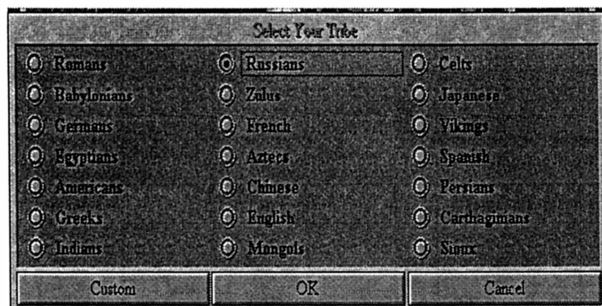 Select Your Tribe
Romans Russians Celts
Babylonians Zulus Japanese
Germans French Vikings
Egyptians Aztecs Spanish
Americans Chinese Persians
Greeks English Carthaginians
Indians Mongols Sioux
Custom OK Cancel